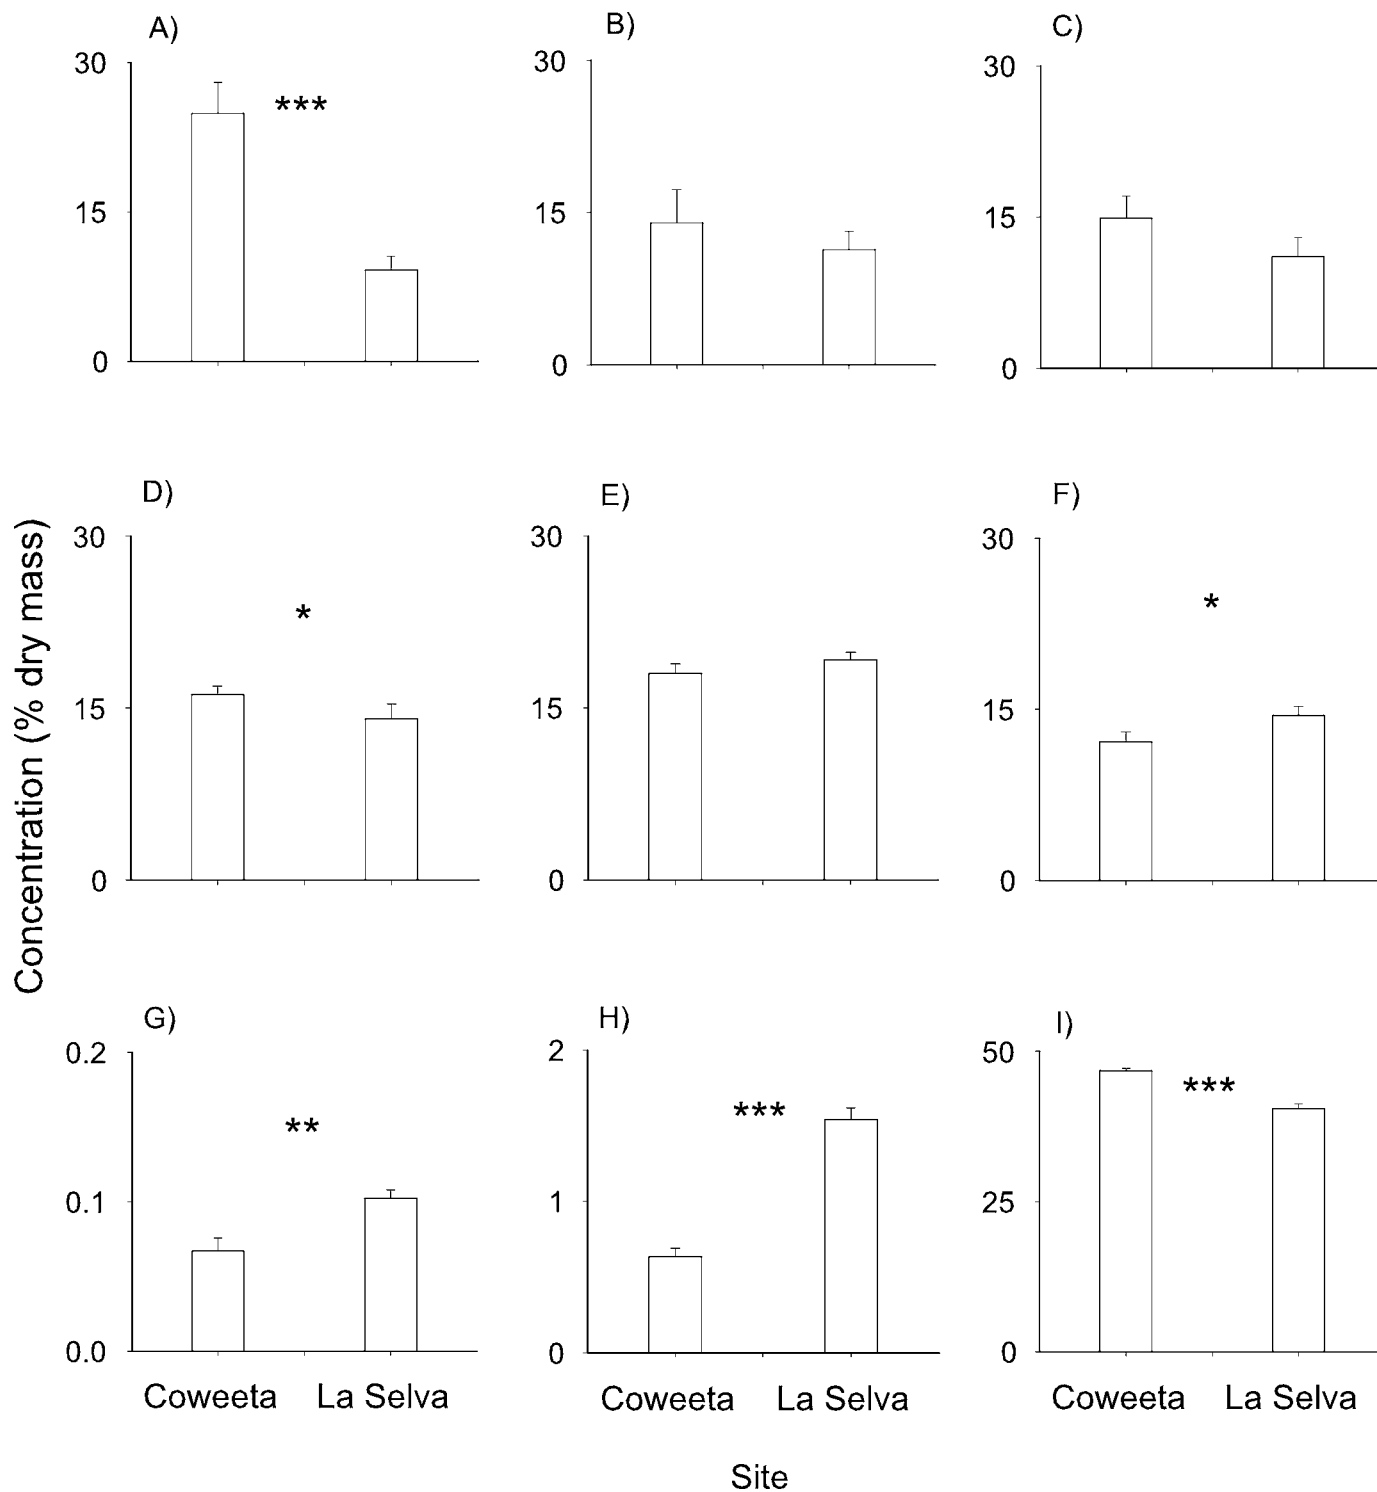 A) B) C)
30 30 30
***
15 15 15
0 0 0
D) E) F)
30 30 30
* *
15 15 15
0 0 0
Concentration (% dry mass)
G) H) I)
0.2 2 50
** *** ***
0.1 1 25
0.0 0 0
Coweeta La Selva Coweeta La Selva Coweeta La Selva
Site